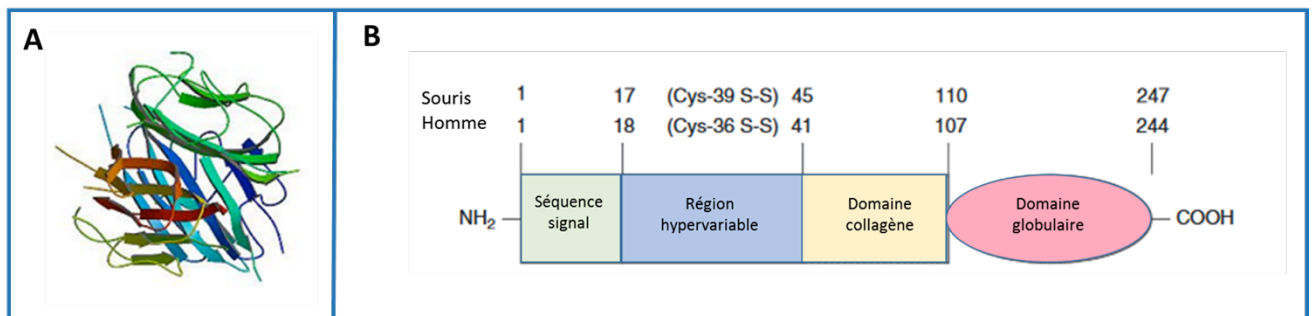 A
B
Souris 1 17 (Cys-39 S-S) 45 110 247
Homme 1 18 (Cys-36 S-S) 41 107 244
NH₂ Séquence signal Région hypervariable Domaine collagène Domaine globulaire COOH